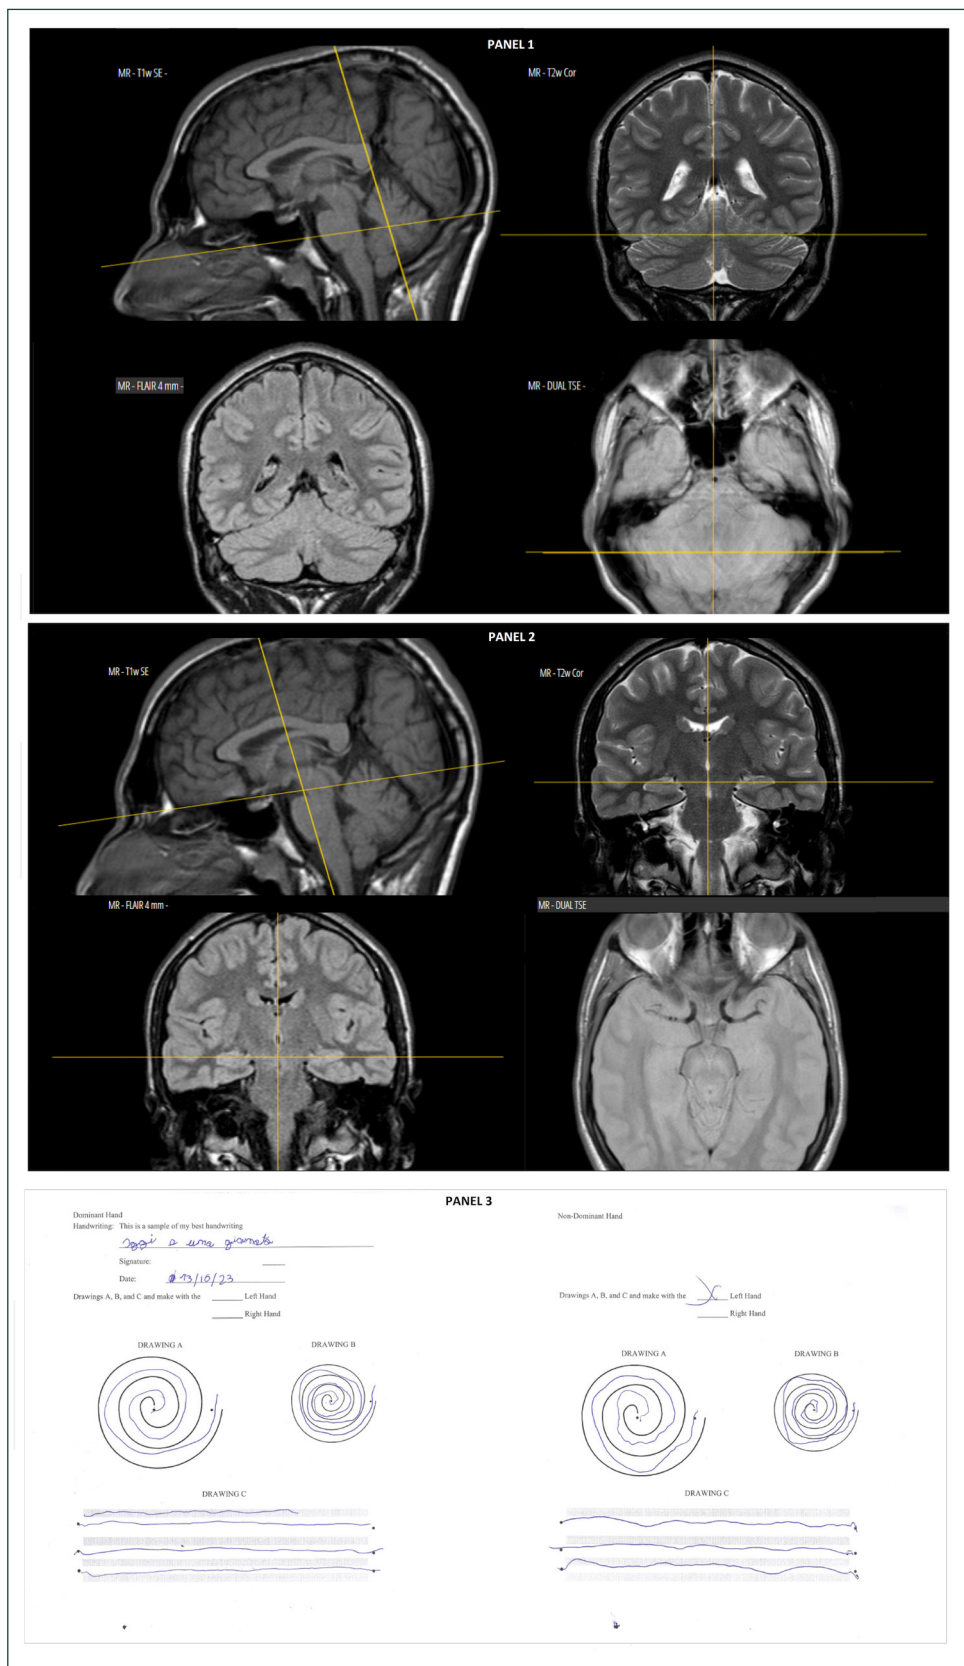 PANEL 1
MR - T1w SE -
MR - T2w Cor
MR - FLAIR 4 mm -
MR - DUAL TSE -
PANEL 2
MR - T1w SE
MR - T2w Cor
MR - FLAIR 4 mm -
MR - DUAL TSE
PANEL 3
Dominant Hand
Handwriting: This is a sample of my best handwriting
oggi è una giornata
Signature:
Date: 13/10/23
Drawings A, B, and C and make with the Left Hand
Right Hand
DRAWING A
DRAWING B
DRAWING C
Non-Dominant Hand
Drawings A, B, and C and make with the Left Hand
Right Hand
DRAWING A
DRAWING B
DRAWING C